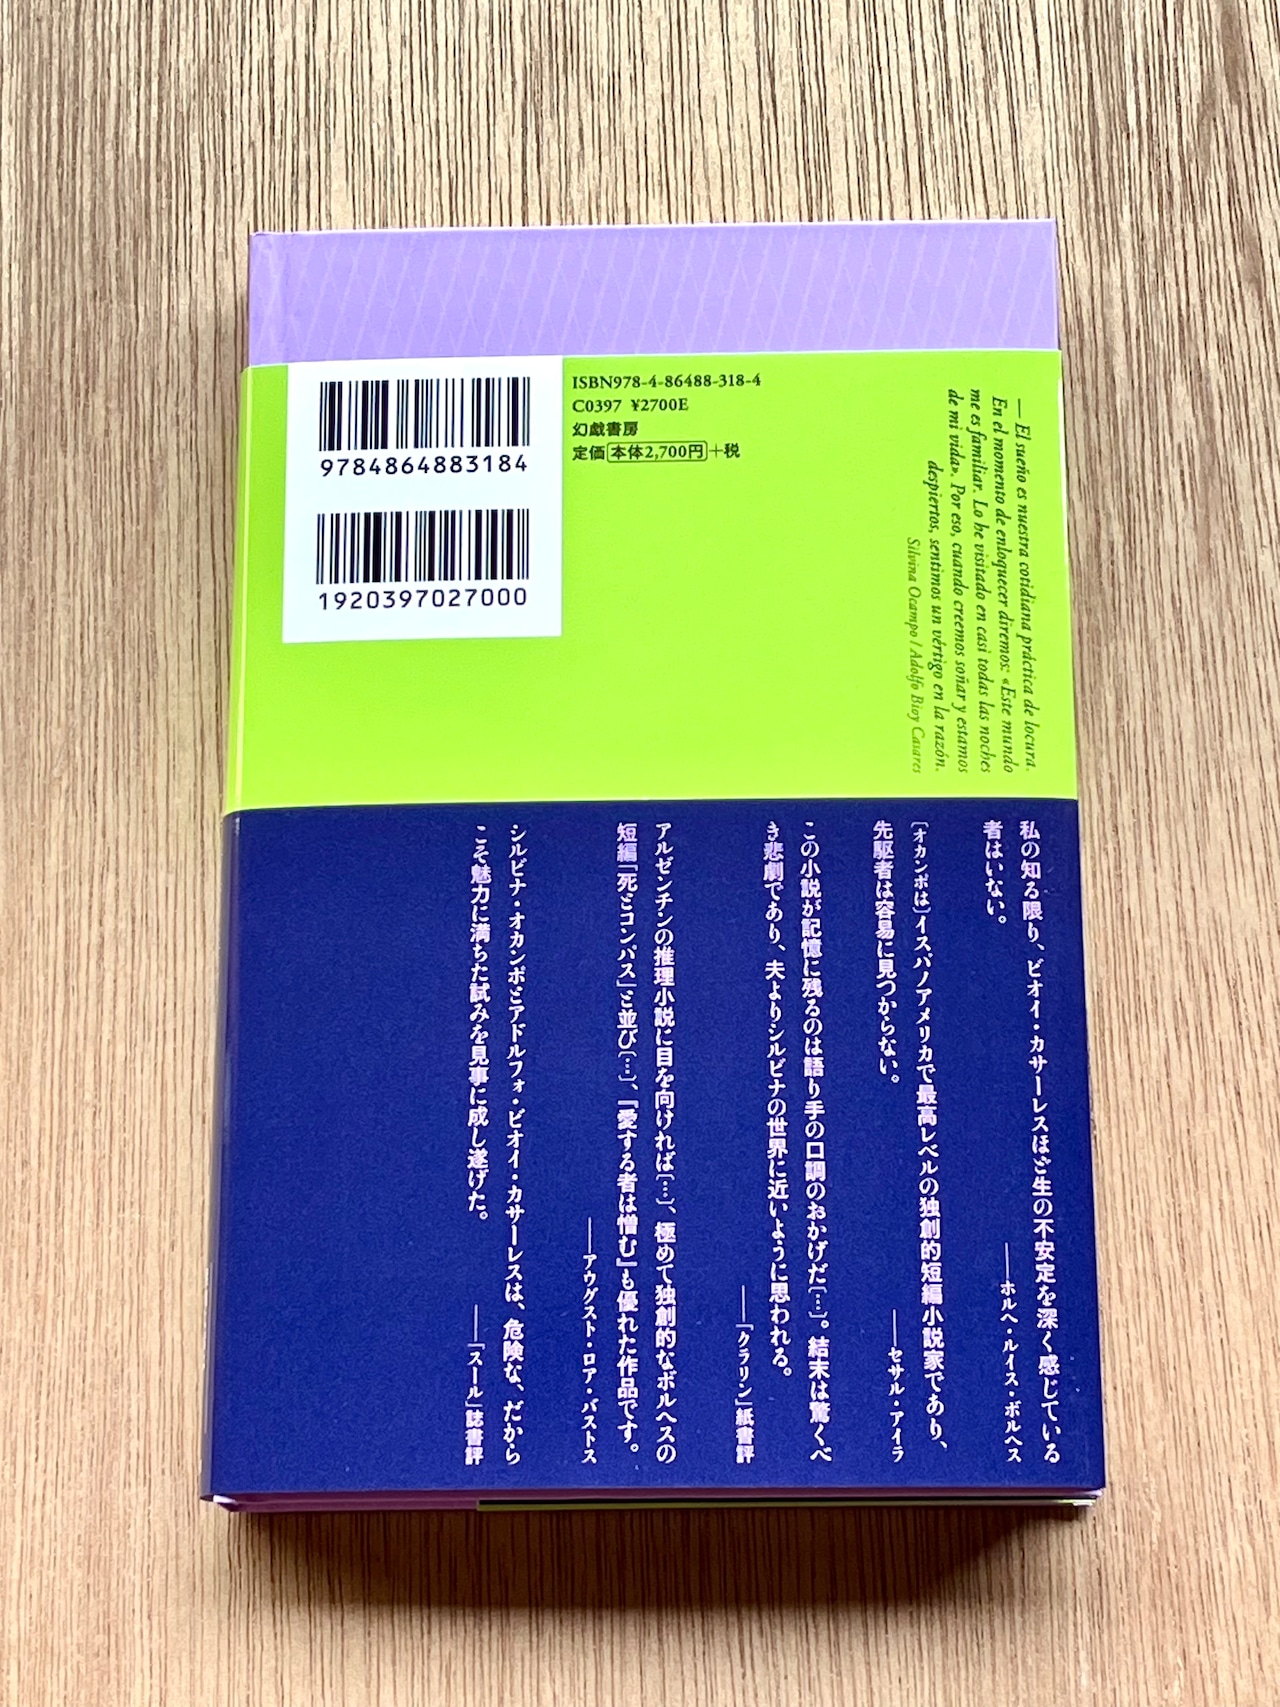 9784864883184
1920397027000
ISBN978-4-86488-318-4
C0397 ¥2700E
幻戯書房
定価 本体2,700円+税
— El sueño es nuestra cotidiana práctica de locura.
En el momento de enloquecer diremos: «Este mundo
me es familiar. Lo he visitado en casi todas las noches
de mi vida». Por eso, cuando creemos soñar y estamos
despiertos, sentimos un vértigo en la razón.
Silvina Ocampo / Adolfo Bioy Casares
私の知る限り、ビオイ・カサーレスほど生の不安定を深く感じている
者はいない。
——ホルヘ・ルイス・ボルヘス
［オカンポは］イスパノアメリカで最高レベルの独創的短編小説家であり、
先駆者は容易に見つからない。
——セサル・アイラ
この小説が記憶に残るのは語り手の口調のおかげだ［…］。結末は驚くべ
き悲劇であり、夫よりシルビナの世界に近いように思われる。
——「クラリン」紙書評
アルゼンチンの推理小説に目を向ければ［…］、極めて独創的なボルヘスの
短編「死とコンパス」と並び［…］、『愛する者は憎む』も優れた作品です。
——アウグスト・ロア・バストス
シルビナ・オカンポとアドルフォ・ビオイ・カサーレスは、危険な、だから
こそ魅力に満ちた試みを見事に成し遂げた。
——「スール」誌書評